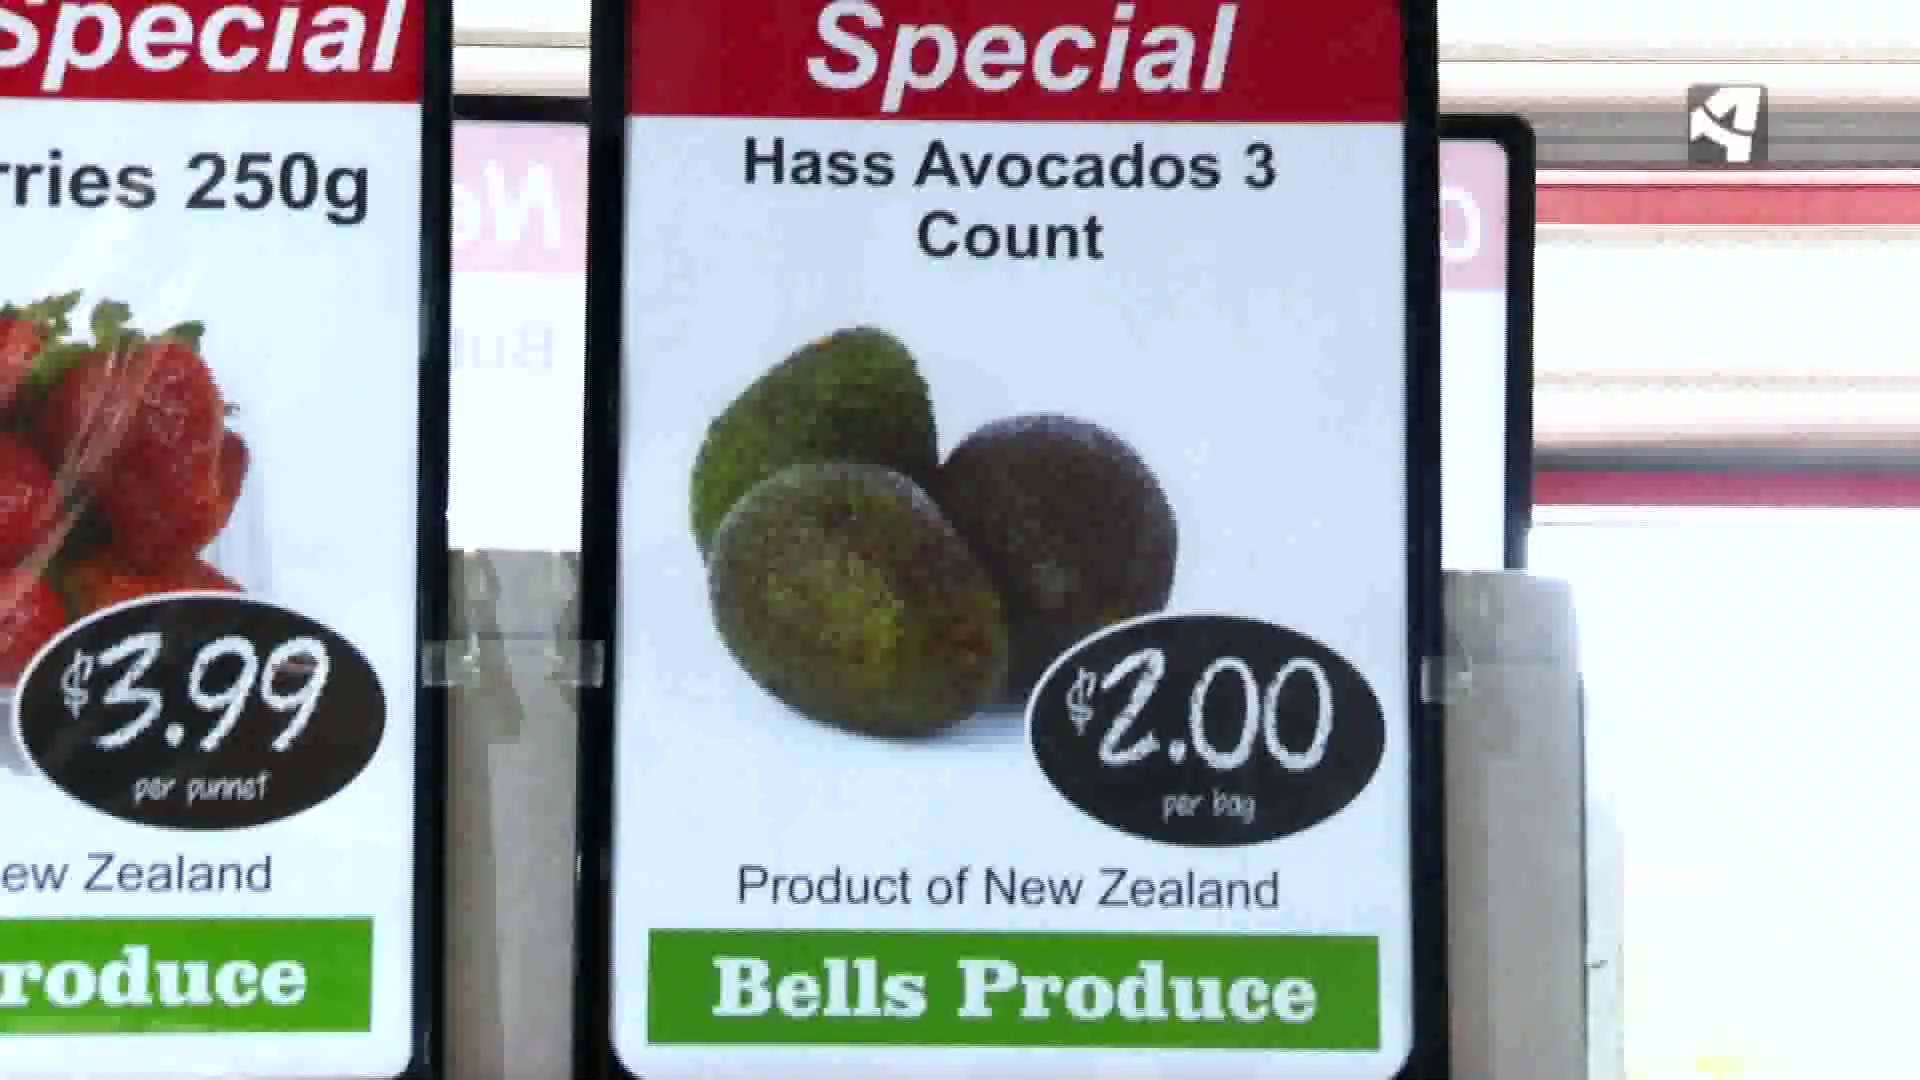 Special
rries 250g
$3.99
per punnet
ew Zealand
roduce
Special
Hass Avocados 3
Count
$2.00
per bag
Product of New Zealand
Bells Produce